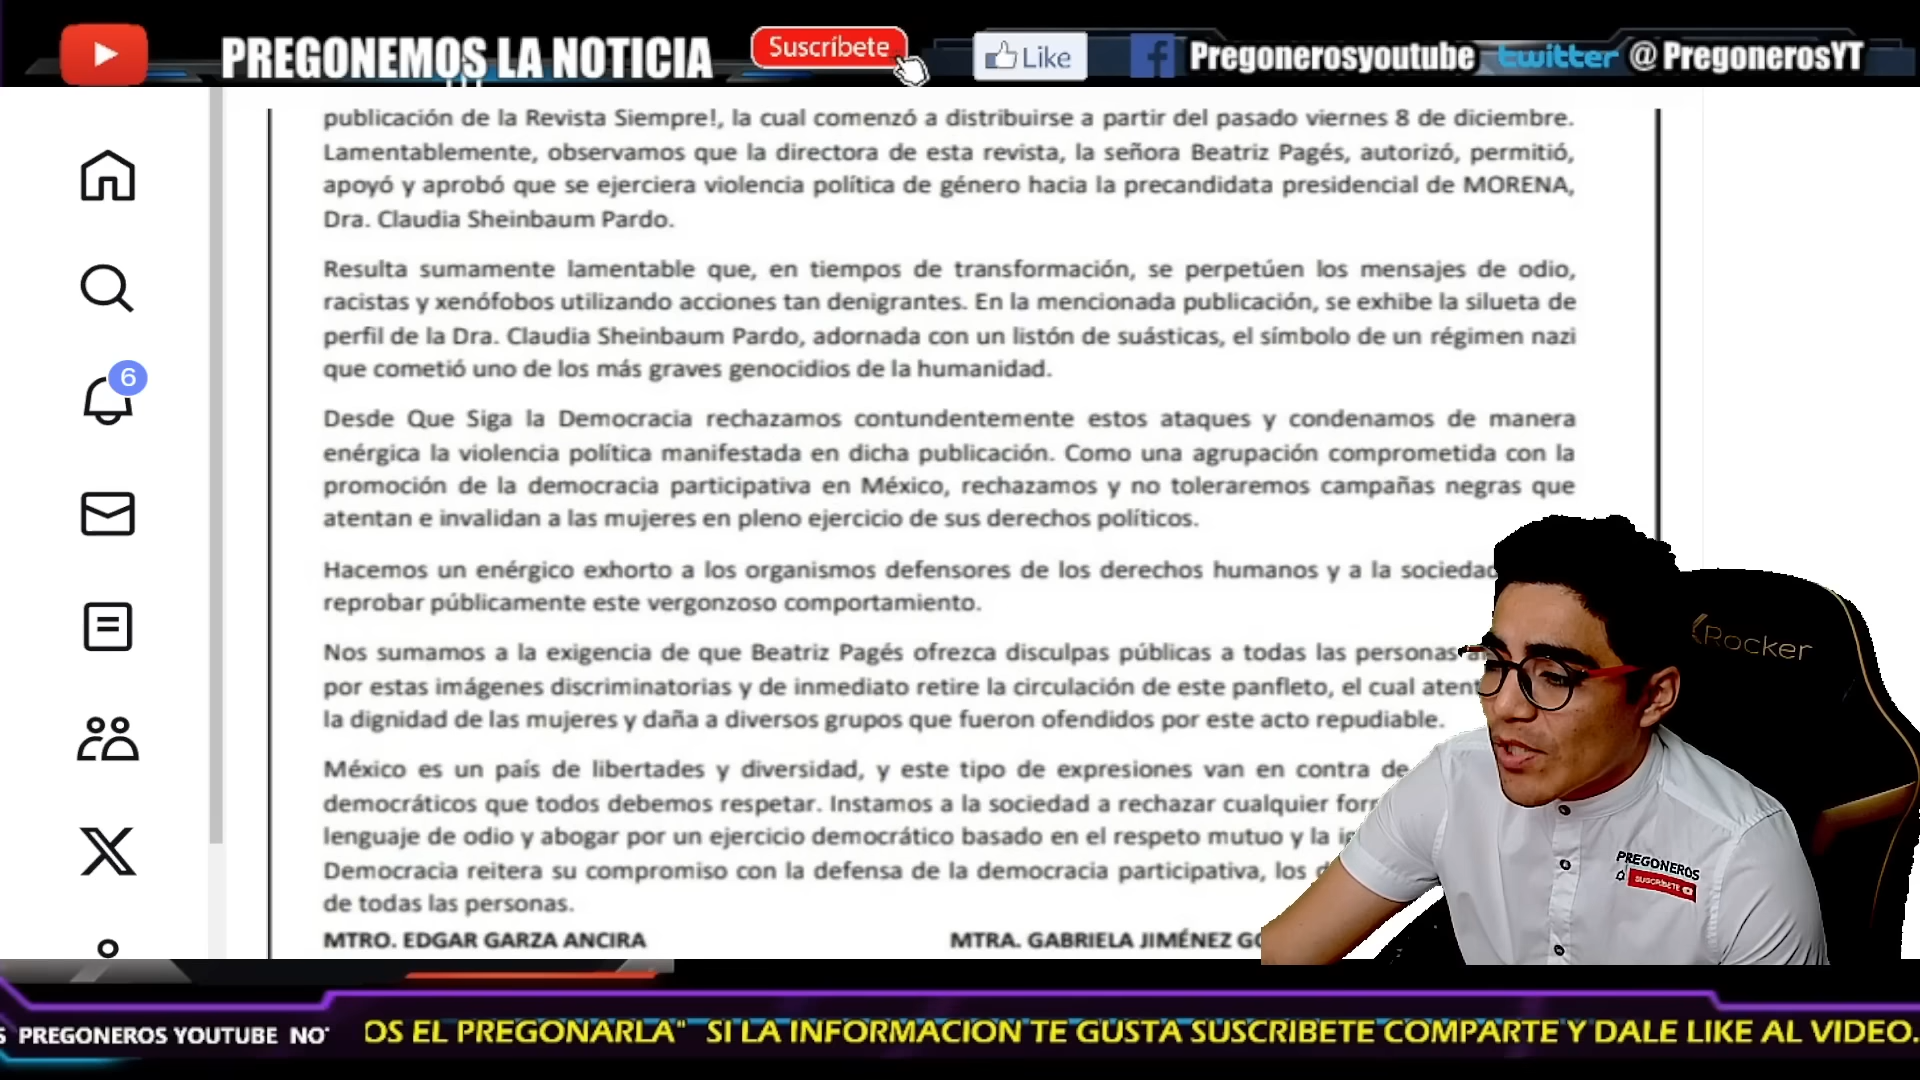 PREGONEMOS LA NOTICIA
Suscríbete
Like
Pregonerosyoutube
twitter @PregonerosYT
publicación de la Revista Siempre!, la cual comenzó a distribuirse a partir del pasado viernes 8 de diciembre.
Lamentablemente, observamos que la directora de esta revista, la señora Beatriz Pagés, autorizó, permitió,
apoyó y aprobó que se ejerciera violencia política de género hacia la precandidata presidencial de MORENA,
Dra. Claudia Sheinbaum Pardo.
Resulta sumamente lamentable que, en tiempos de transformación, se perpetúen los mensajes de odio,
racistas y xenófobos utilizando acciones tan denigrantes. En la mencionada publicación, se exhibe la silueta de
perfil de la Dra. Claudia Sheinbaum Pardo, adornada con un listón de suásticas, el símbolo de un régimen nazi
que cometió uno de los más graves genocidios de la humanidad.
6
Desde Que Siga la Democracia rechazamos contundentemente estos ataques y condenamos de manera
enérgica la violencia política manifestada en dicha publicación. Como una agrupación comprometida con la
promoción de la democracia participativa en México, rechazamos y no toleraremos campañas negras que
atentan e invalidan a las mujeres en pleno ejercicio de sus derechos políticos.
Hacemos un enérgico exhorto a los organismos defensores de los derechos humanos y a la sociedad
reprobar públicamente este vergonzoso comportamiento.
Nos sumamos a la exigencia de que Beatriz Pagés ofrezca disculpas públicas a todas las personas
por estas imágenes discriminatorias y de inmediato retire la circulación de este panfleto, el cual atent
la dignidad de las mujeres y daña a diversos grupos que fueron ofendidos por este acto repudiable.
México es un país de libertades y diversidad, y este tipo de expresiones van en contra de
democráticos que todos debemos respetar. Instamos a la sociedad a rechazar cualquier for
lenguaje de odio y abogar por un ejercicio democrático basado en el respeto mutuo y la
Democracia reitera su compromiso con la defensa de la democracia participativa, los
de todas las personas.
MTRO. EDGAR GARZA ANCIRA
MTRA. GABRIELA JIMÉNEZ GO
XRocker
PREGONEROS
SUSCRÍBETE
S PREGONEROS YOUTUBE NOT
OS EL PREGONARLA" SI LA INFORMACION TE GUSTA SUSCRIBETE COMPARTE Y DALE LIKE AL VIDEO.